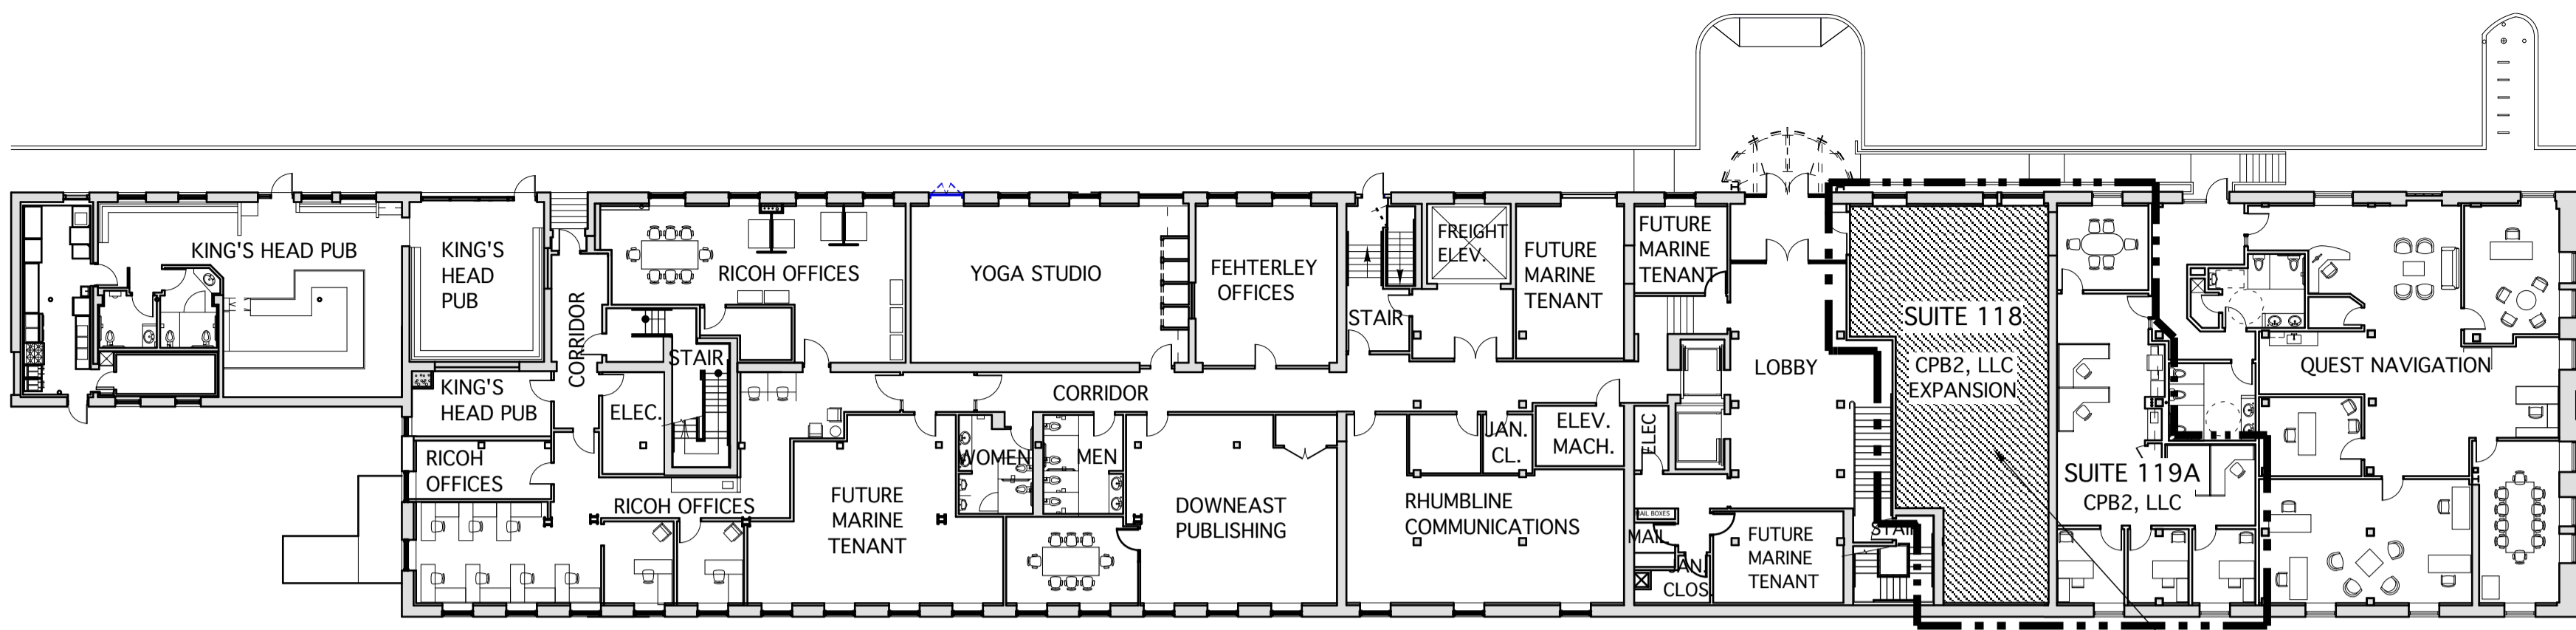 KING'S HEAD PUB
KING'S
HEAD
PUB
KING'S
HEAD PUB
RICOH
OFFICES
CORRIDOR
RICOH OFFICES
STAIR
ELEC.
RICOH OFFICES
YOGA STUDIO
FEHTERLEY
OFFICES
CORRIDOR
WOMEN
MEN
FUTURE
MARINE
TENANT
DOWNEAST
PUBLISHING
STAIR
FREIGHT
ELEV.
FUTURE
MARINE
TENANT
FUTURE
MARINE
TENANT
JAN.
CL.
ELEV.
MACH.
RHUMBLINE
COMMUNICATIONS
ELEC
LOBBY
MAIL BOXES
MAIL
JAN.
CLOS.
FUTURE
MARINE
TENANT
STAIR
SUITE 118
CPB2, LLC
EXPANSION
SUITE 119A
CPB2, LLC
QUEST NAVIGATION